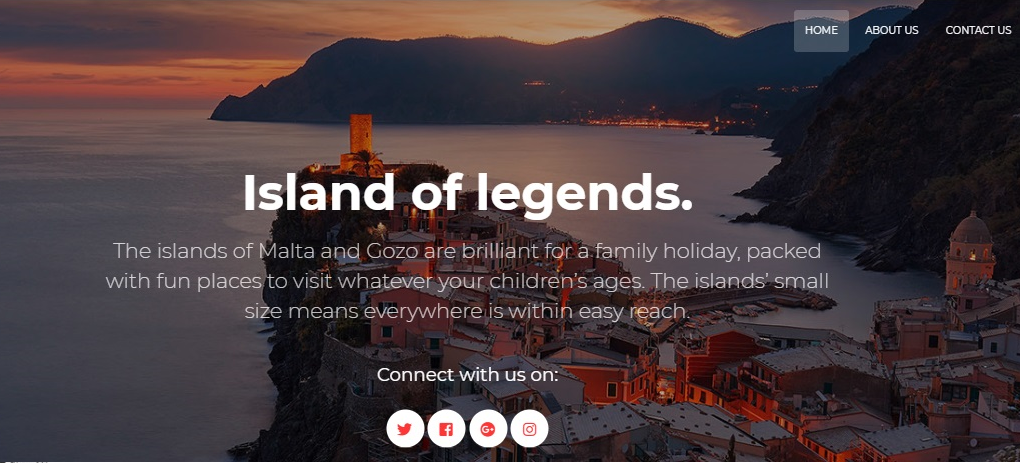 HOME ABOUT US CONTACT US
Island of legends.
The islands of Malta and Gozo are brilliant for a family holiday, packed
with fun places to visit whatever your children's ages. The islands' small
size means everywhere is within easy reach.
Connect with us on: